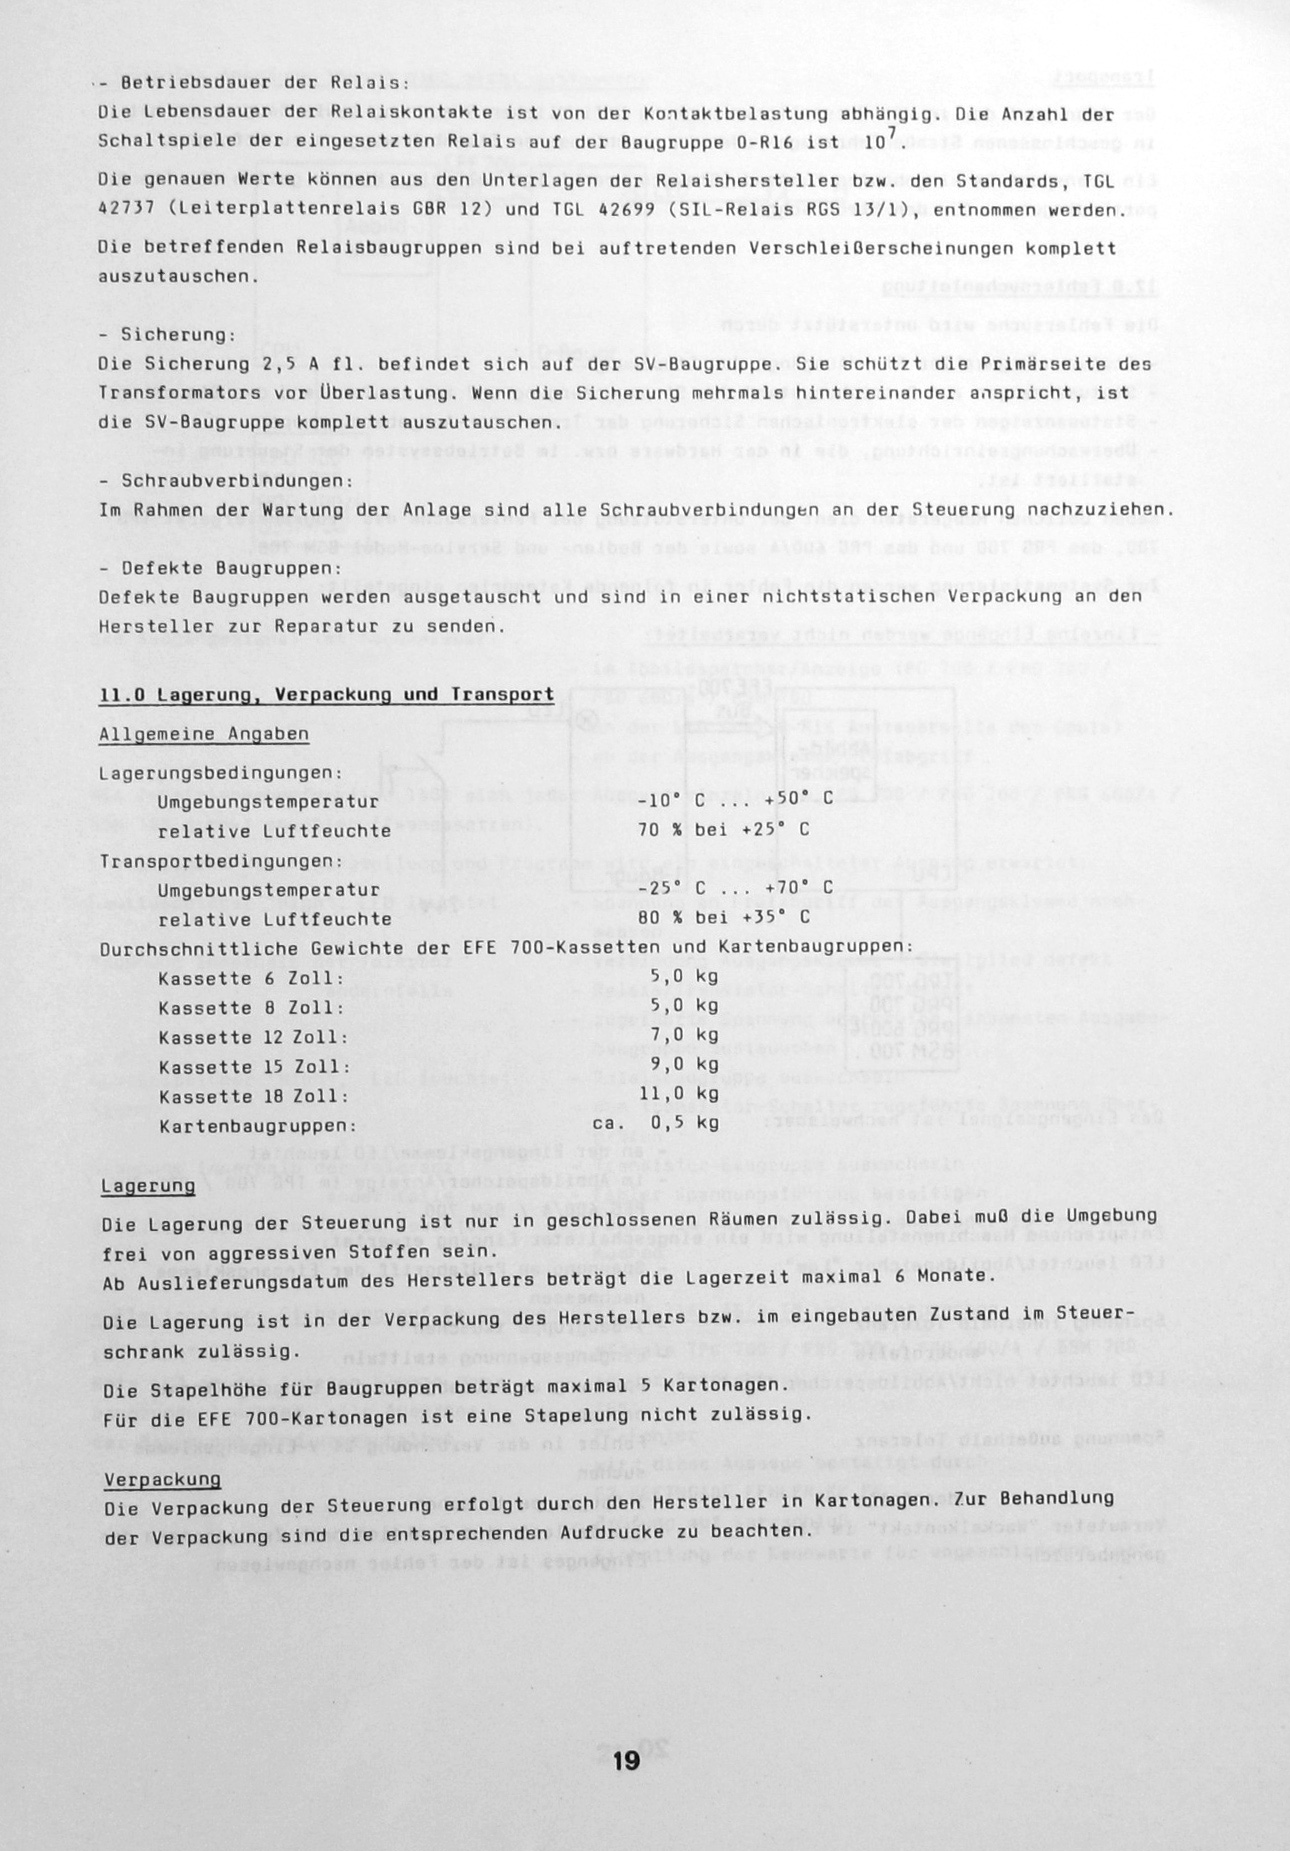 - Betriebsdauer der Relais:
Die Lebensdauer der Relaiskontakte ist von der Kontaktbelastung abhängig. Die Anzahl der
Schaltspiele der eingesetzten Relais auf der Baugruppe O-R16 ist 10⁷.
Die genauen Werte können aus den Unterlagen der Relaishersteller bzw. den Standards, TGL
42737 (Leiterplattenrelais GBR 12) und TGL 42699 (SIL-Relais RGS 13/1), entnommen werden.
Die betreffenden Relaisbaugruppen sind bei auftretenden Verschleißerscheinungen komplett
auszutauschen.
- Sicherung:
Die Sicherung 2,5 A fl. befindet sich auf der SV-Baugruppe. Sie schützt die Primärseite des
Transformators vor Überlastung. Wenn die Sicherung mehrmals hintereinander anspricht, ist
die SV-Baugruppe komplett auszutauschen.
- Schraubverbindungen:
Im Rahmen der Wartung der Anlage sind alle Schraubverbindungen an der Steuerung nachzuziehen.
- Defekte Baugruppen:
Defekte Baugruppen werden ausgetauscht und sind in einer nichtstatischen Verpackung an den
Hersteller zur Reparatur zu senden.
11.0 Lagerung, Verpackung und Transport
Allgemeine Angaben
Lagerungsbedingungen:
Umgebungstemperatur -10° C ... +50° C
relative Luftfeuchte 70 % bei +25° C
Transportbedingungen:
Umgebungstemperatur -25° C ... +70° C
relative Luftfeuchte 80 % bei +35° C
Durchschnittliche Gewichte der EFE 700-Kassetten und Kartenbaugruppen:
Kassette 6 Zoll: 5,0 kg
Kassette 8 Zoll: 5,0 kg
Kassette 12 Zoll: 7,0 kg
Kassette 15 Zoll: 9,0 kg
Kassette 18 Zoll: 11,0 kg
Kartenbaugruppen: ca. 0,5 kg
Lagerung
Die Lagerung der Steuerung ist nur in geschlossenen Räumen zulässig. Dabei muß die Umgebung
frei von aggressiven Stoffen sein.
Ab Auslieferungsdatum des Herstellers beträgt die Lagerzeit maximal 6 Monate.
Die Lagerung ist in der Verpackung des Herstellers bzw. im eingebauten Zustand im Steuer-
schrank zulässig.
Die Stapelhöhe für Baugruppen beträgt maximal 5 Kartonagen.
Für die EFE 700-Kartonagen ist eine Stapelung nicht zulässig.
Verpackung
Die Verpackung der Steuerung erfolgt durch den Hersteller in Kartonagen. Zur Behandlung
der Verpackung sind die entsprechenden Aufdrucke zu beachten.
19